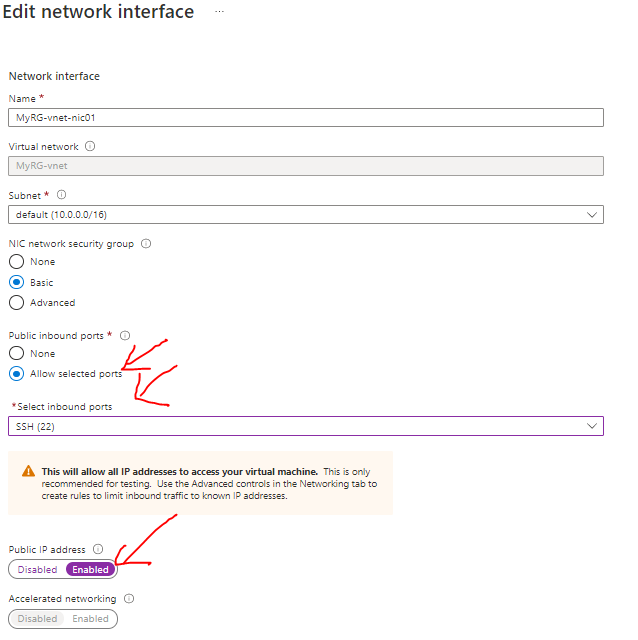 Edit network interface ...
Network interface
Name *
MyRG-vnet-nic01
Virtual network
MyRG-vnet
Subnet *
default (10.0.0.0/16)
NIC network security group
None
Basic
Advanced
Public inbound ports *
None
Allow selected ports
*Select inbound ports
SSH (22)
This will allow all IP addresses to access your virtual machine. This is only
recommended for testing. Use the Advanced controls in the Networking tab to
create rules to limit inbound traffic to known IP addresses.
Public IP address
Disabled Enabled
Accelerated networking
Disabled Enabled